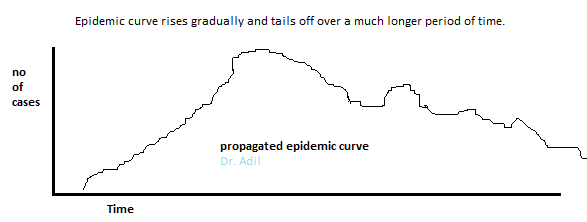 Epidemic curve rises gradually and tails off over a much longer period of time.
no
of
cases
propagated epidemic curve
Dr. Adil
Time